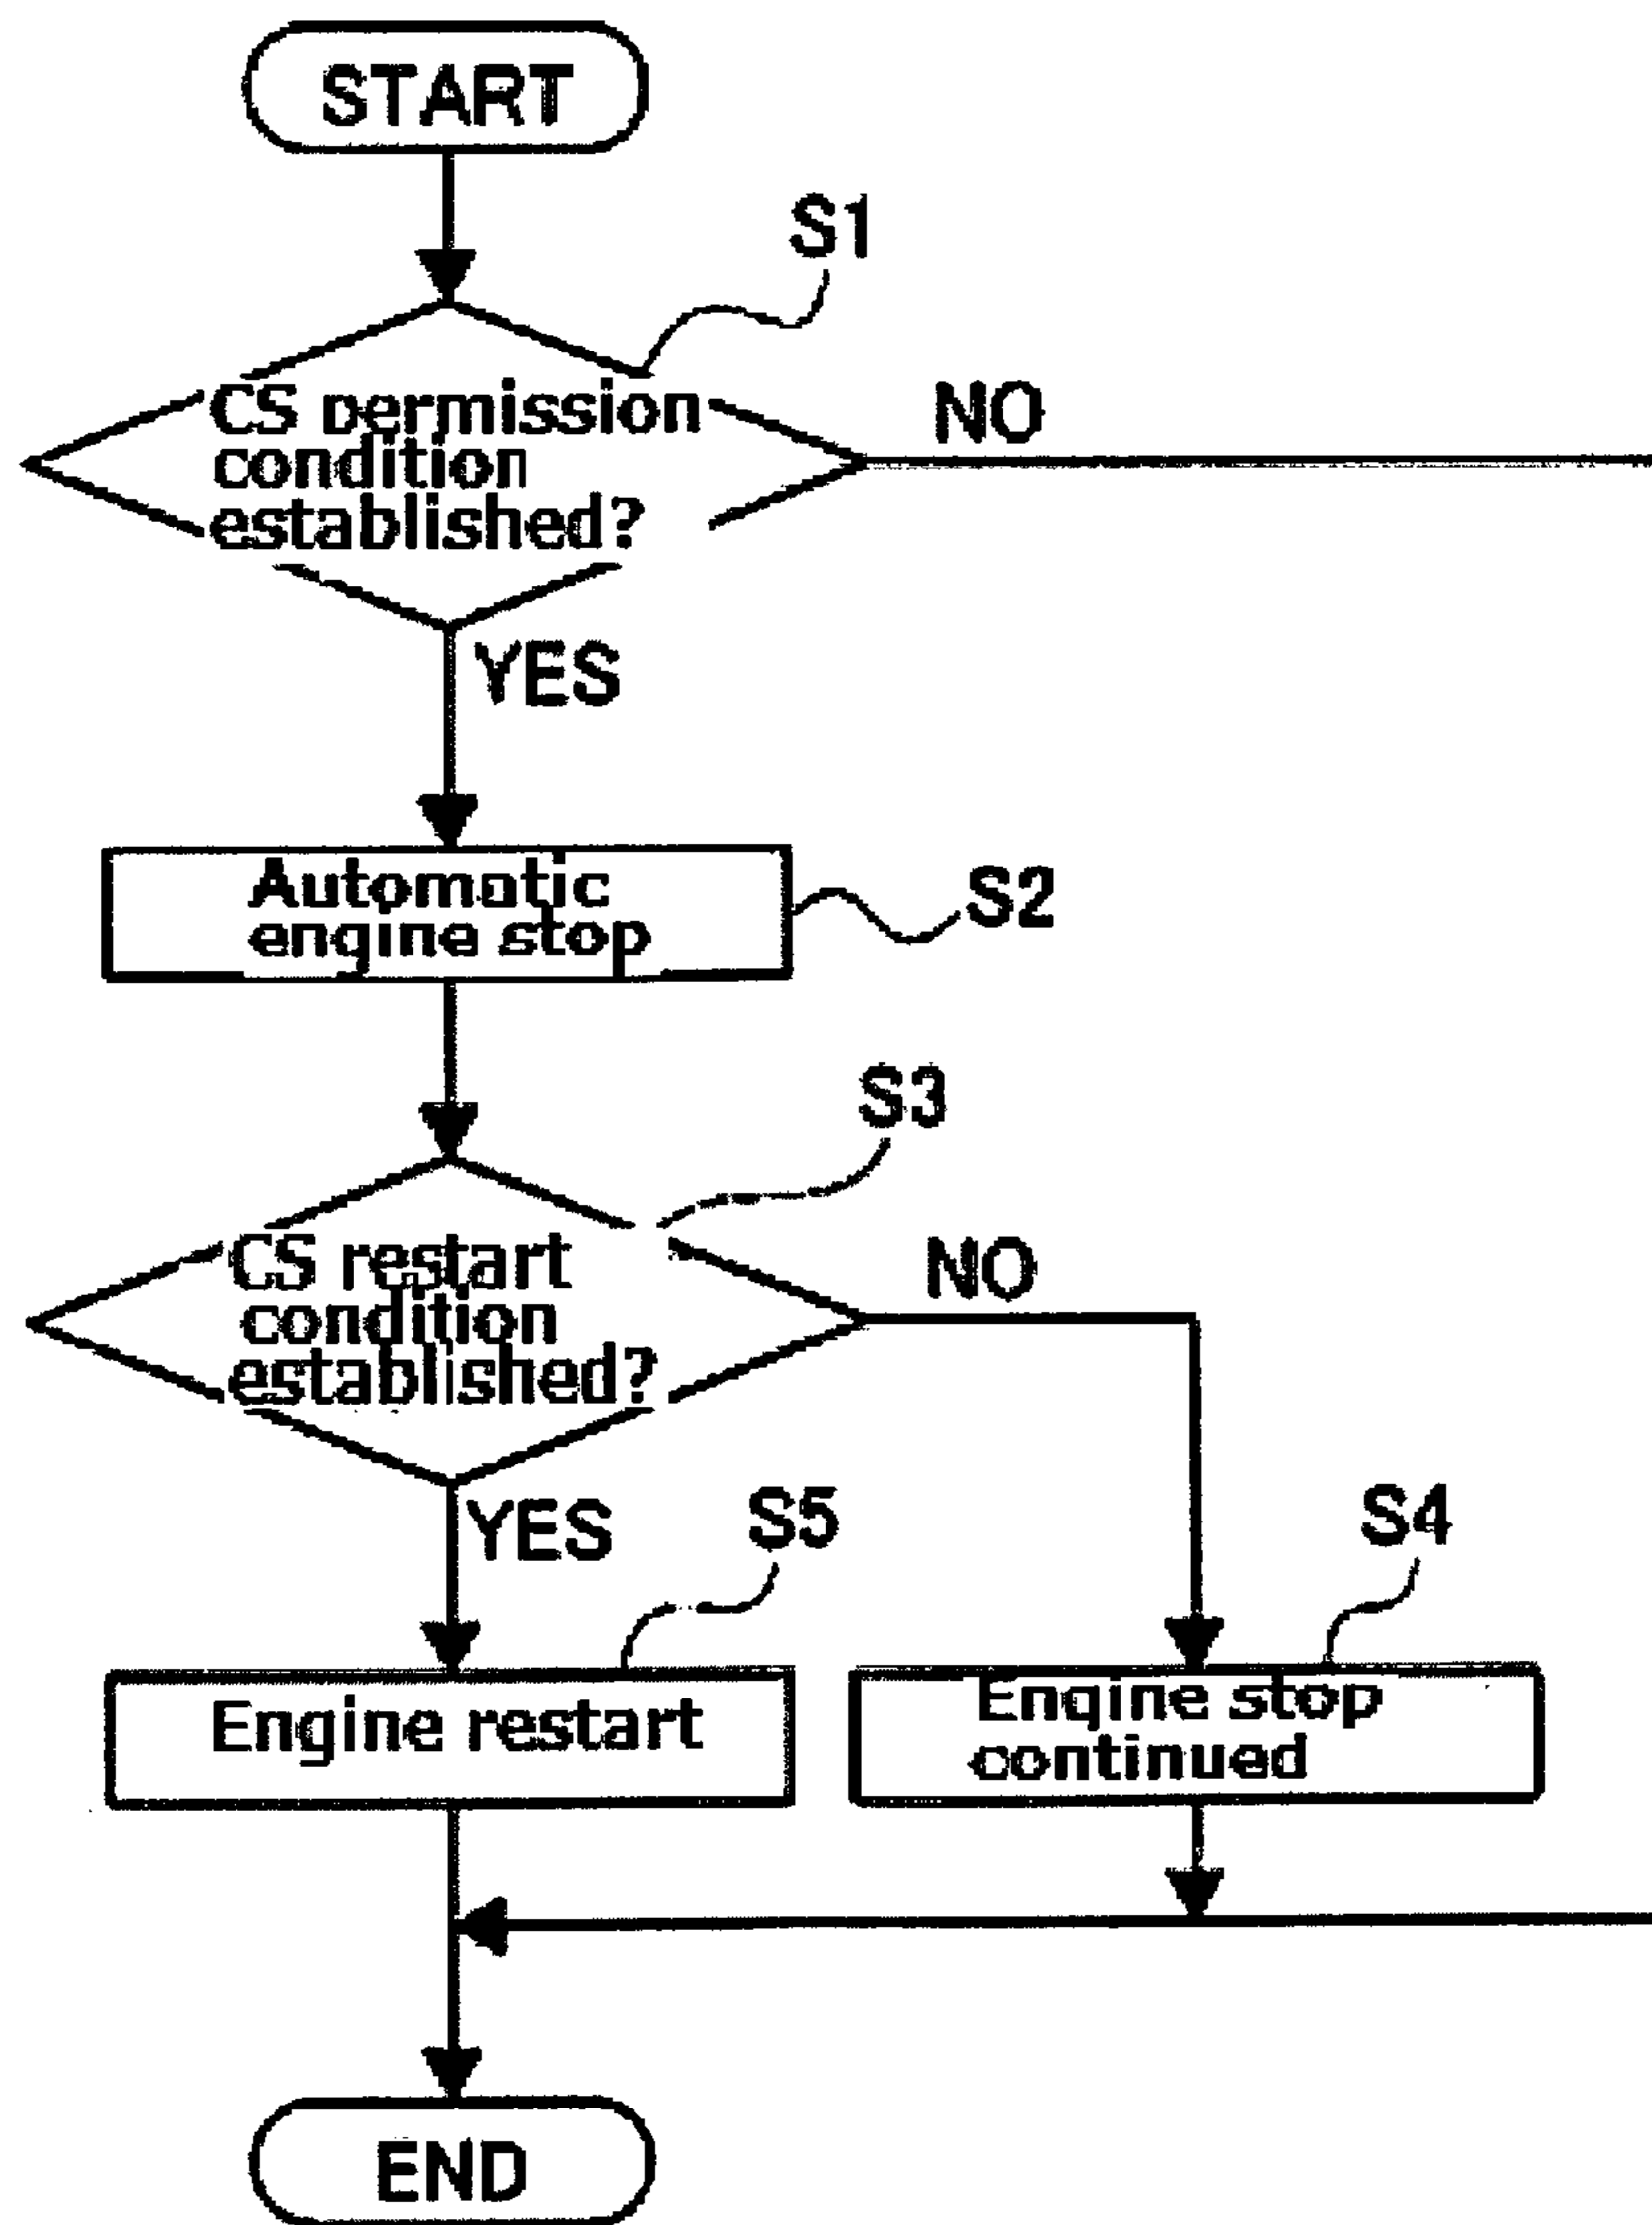 START
S1
CS permission
condition
established?
NO
YES
Automatic
engine stop
S2
S3
CS restart
condition
established?
NO
YES
S5
S4
Engine restart
Engine stop
continued
END